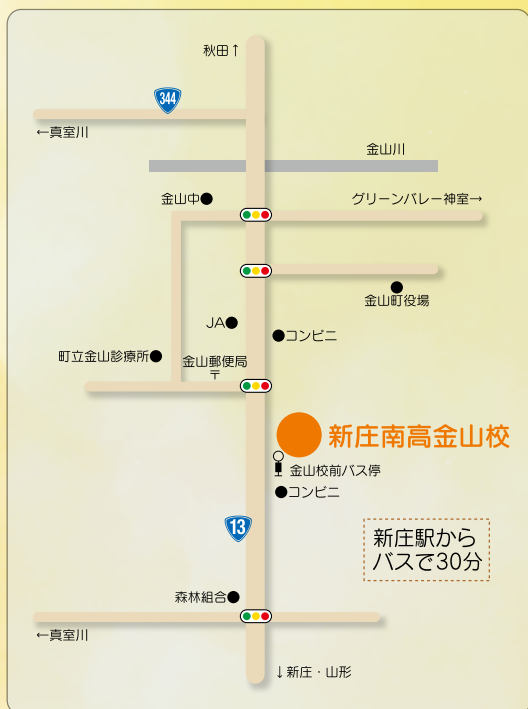 秋田↑
344
←真室川
金山川
金山中
グリーンバレー神室→
金山町役場
JA
コンビニ
町立金山診療所
金山郵便局
〒
新庄南高金山校
金山校前バス停
コンビニ
13
新庄駅から
バスで30分
森林組合
←真室川
↓新庄・山形